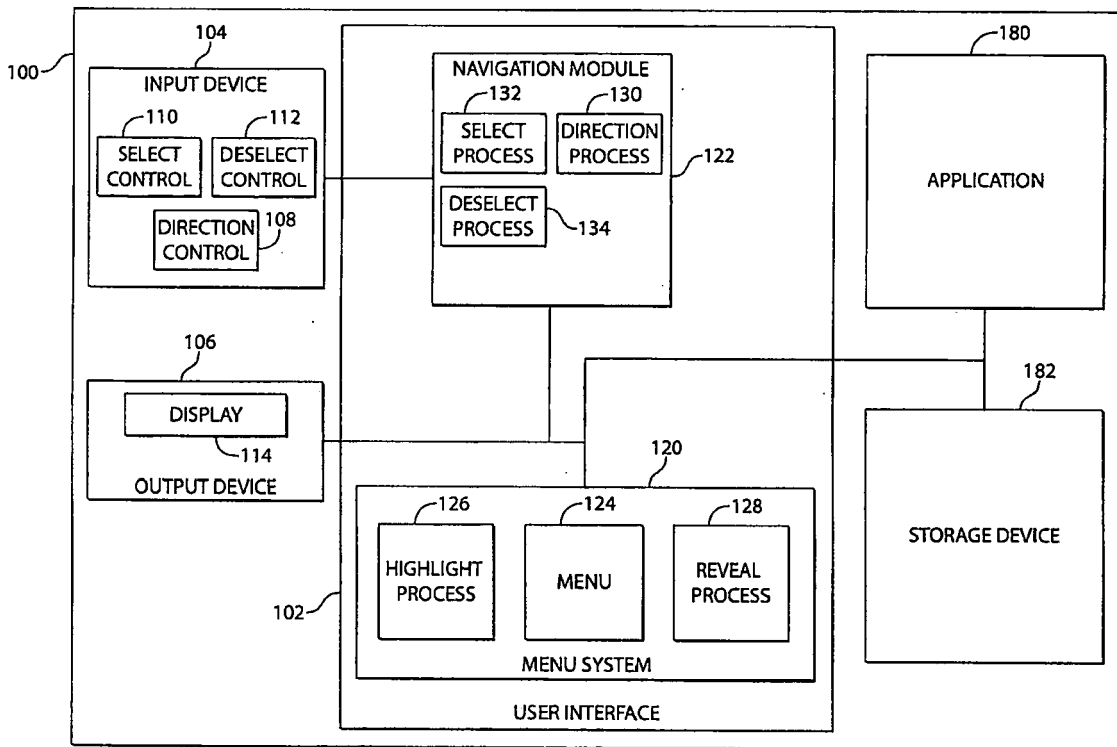 100
104
INPUT DEVICE
110
112
SELECT
CONTROL
DESELECT
CONTROL
DIRECTION
CONTROL
108
NAVIGATION MODULE
132
130
SELECT
PROCESS
DIRECTION
PROCESS
122
DESELECT
PROCESS
134
180
APPLICATION
106
DISPLAY
114
OUTPUT DEVICE
182
STORAGE DEVICE
120
126
124
128
HIGHLIGHT
PROCESS
MENU
REVEAL
PROCESS
102
MENU SYSTEM
USER INTERFACE